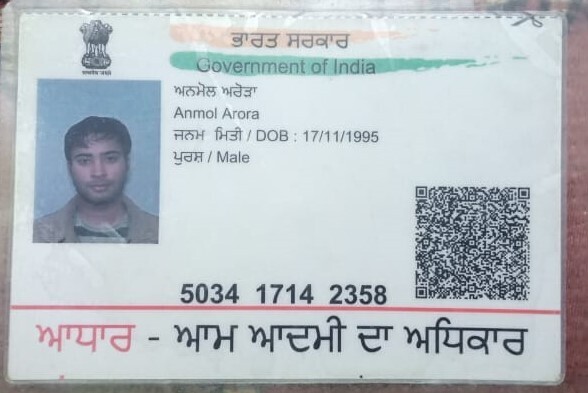 ਭਾਰਤ ਸਰਕਾਰ
Government of India
ਅਨਮੋਲ ਅਰੋੜਾ
Anmol Arora
ਜਨਮ ਮਿਤੀ / DOB : 17/11/1995
ਪੁਰਸ਼ / Male
5034 1714 2358
ਆਧਾਰ - ਆਮ ਆਦਮੀ ਦਾ ਅਧਿਕਾਰ